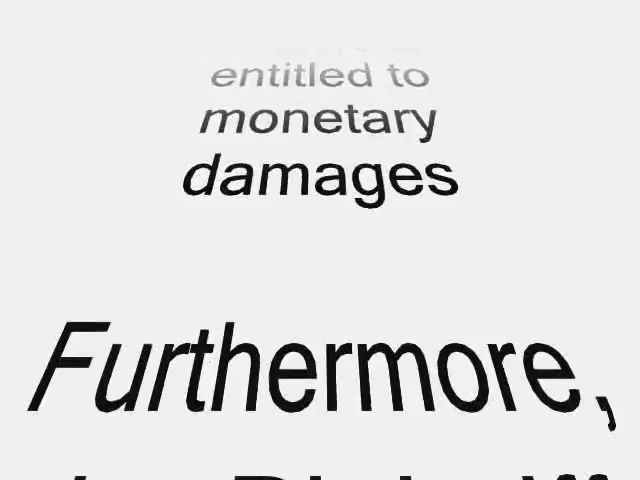 entitled to
monetary
damages
Furthermore,